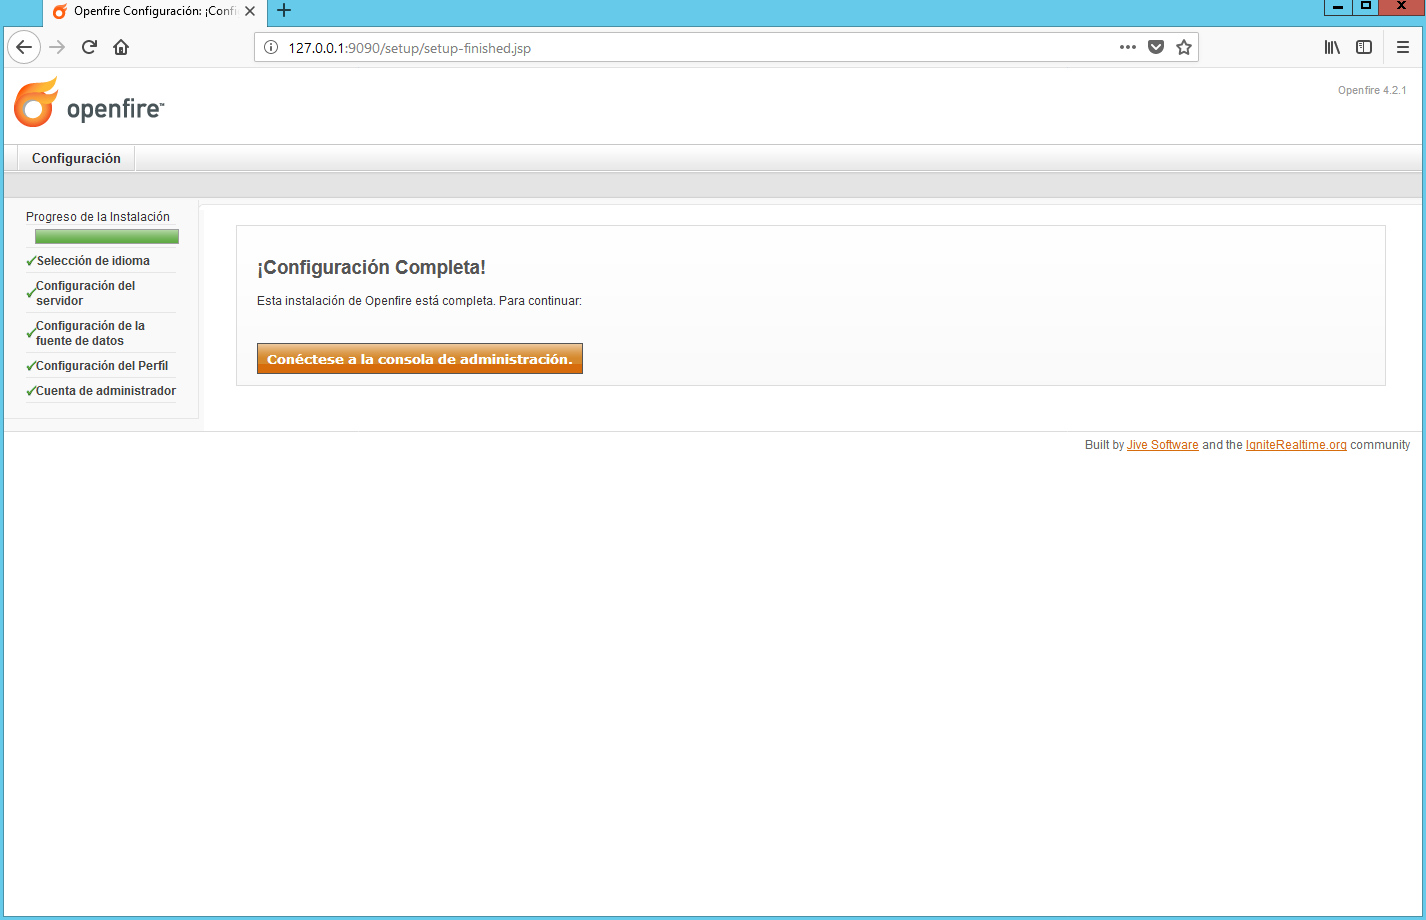 Openfire Configuración: ¡Confi
127.0.0.1:9090/setup/setup-finished.jsp
openfire™
Openfire 4.2.1
Configuración
Progreso de la Instalación
Selección de idioma
Configuración del
servidor
Configuración de la
fuente de datos
Configuración del Perfil
Cuenta de administrador
¡Configuración Completa!
Esta instalación de Openfire está completa. Para continuar:
Conéctese a la consola de administración.
Built by Jive Software and the IgniteRealtime.org community